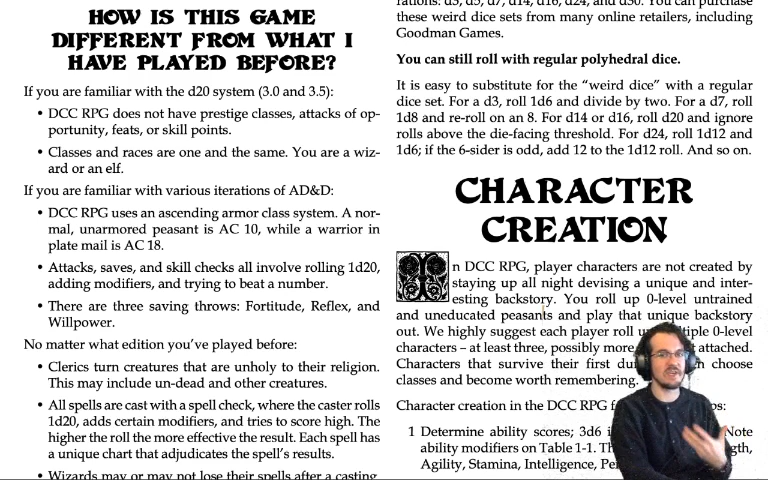 HOW IS THIS GAME
DIFFERENT FROM WHAT I
HAVE PLAYED BEFORE?
If you are familiar with the d20 system (3.0 and 3.5):
• DCC RPG does not have prestige classes, attacks of op-
portunity, feats, or skill points.
• Classes and races are one and the same. You are a wiz-
ard or an elf.
If you are familiar with various iterations of AD&D:
• DCC RPG uses an ascending armor class system. A nor-
mal, unarmored peasant is AC 10, while a warrior in
plate mail is AC 18.
• Attacks, saves, and skill checks all involve rolling 1d20,
adding modifiers, and trying to beat a number.
• There are three saving throws: Fortitude, Reflex, and
Willpower.
No matter what edition you’ve played before:
• Clerics turn creatures that are unholy to their religion.
This may include un-dead and other creatures.
• All spells are cast with a spell check, where the caster rolls
1d20, adds certain modifiers, and tries to score high. The
higher the roll the more effective the result. Each spell has
a unique chart that adjudicates the spell’s results.
• Wizards may or may not lose their spells after a casting.
rations: d3, d5, d7, d14, d16, d24, and d30. You can purchase
these weird dice sets from many online retailers, including
Goodman Games.
You can still roll with regular polyhedral dice.
It is easy to substitute for the “weird dice” with a regular
dice set. For a d3, roll 1d6 and divide by two. For a d7, roll
1d8 and re-roll on an 8. For d14 or d16, roll d20 and ignore
rolls above the die-facing threshold. For d24, roll 1d12 and
1d6; if the 6-sider is odd, add 12 to the 1d12 roll. And so on.
CHARACTER
CREATION
n DCC RPG, player characters are not created by
staying up all night devising a unique and inter-
esting backstory. You roll up 0-level untrained
and uneducated peasants and play that unique backstory
out. We highly suggest each player roll 0-level
characters – at least three, possibly more attached.
Characters that survive their first choose
classes and become worth remembering.
Character creation in the DCC RPG
1 Determine ability scores; 3d6 Note
ability modifiers on Table 1-1.
Agility, Stamina, Intelligence,